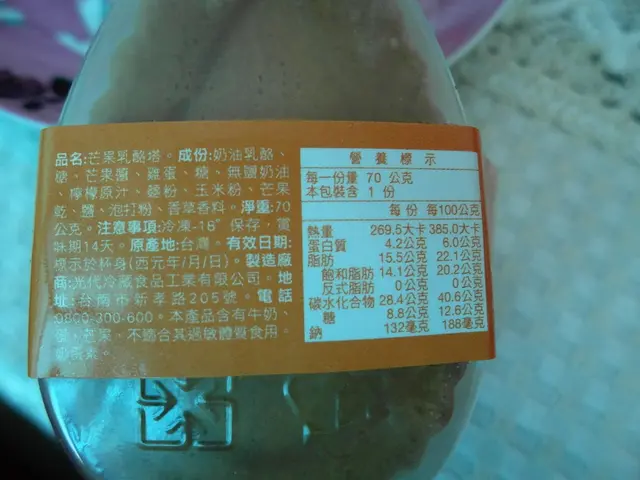 品名:芒果乳酪塔。成份:奶油乳酪、
糖、芒果漿、雞蛋、糖、無鹽奶油
、檸檬原汁、麵粉、玉米粉、芒果
乾、鹽、泡打粉、香草香料。淨重:70
公克。注意事項:冷凍-18°保存,賞
味期14天。原產地:台灣。有效日期:
標示於杯身(西元年/月/日)。製造廠
商:光代冷藏食品工業有限公司。地
址:台南市新孝路205號。電話
0800-300-600。本產品含有牛奶、
蛋、芒果,不適合其過敏體質食用。
營養標示
每一份量 70 公克
本包裝含 1 份
每份 每100公克
熱量 269.5大卡 385.0大卡
蛋白質 4.2公克 6.0公克
脂肪 15.5公克 22.1公克
飽和脂肪 14.1公克 20.2公克
反式脂肪 0公克 0公克
碳水化合物 28.4公克 40.6公克
糖 8.8公克 12.6公克
鈉 132毫克 188毫克